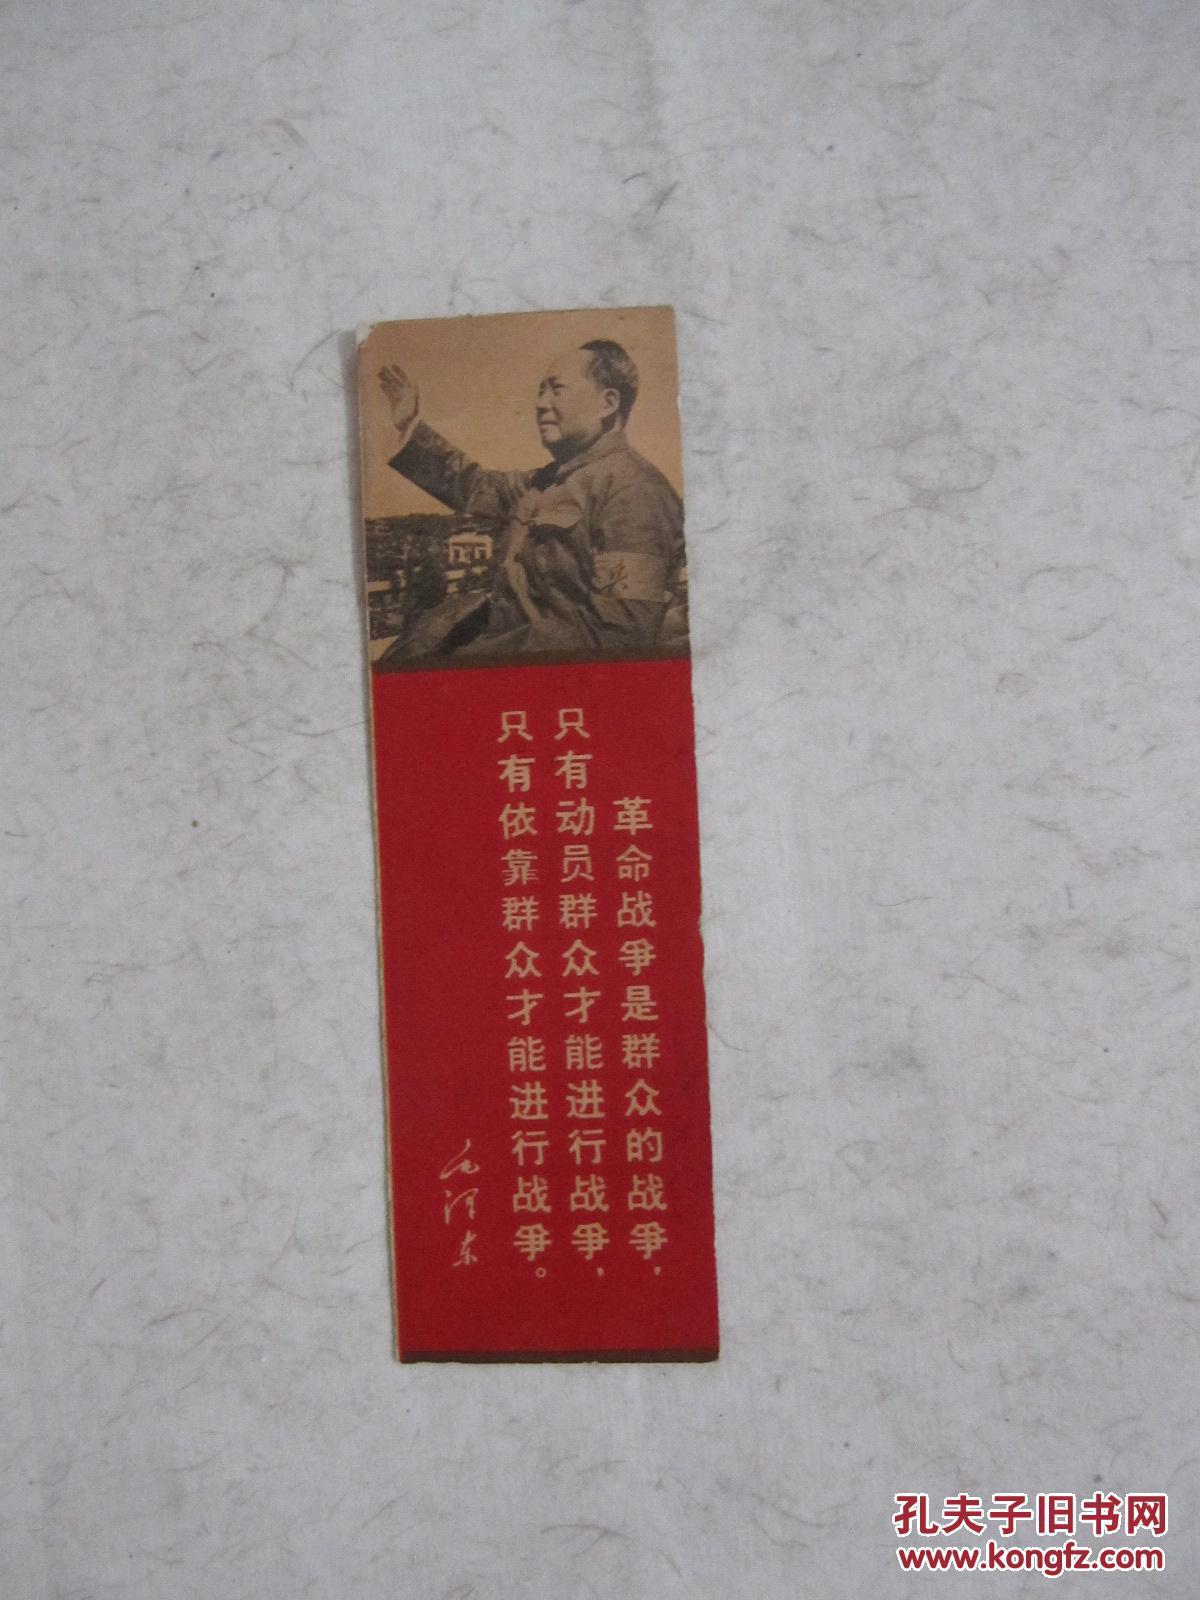 兵
革命战争是群众的战争，
只有动员群众才能进行战争，
只有依靠群众才能进行战争。
毛泽东
孔夫子旧书网
www.kongfz.com